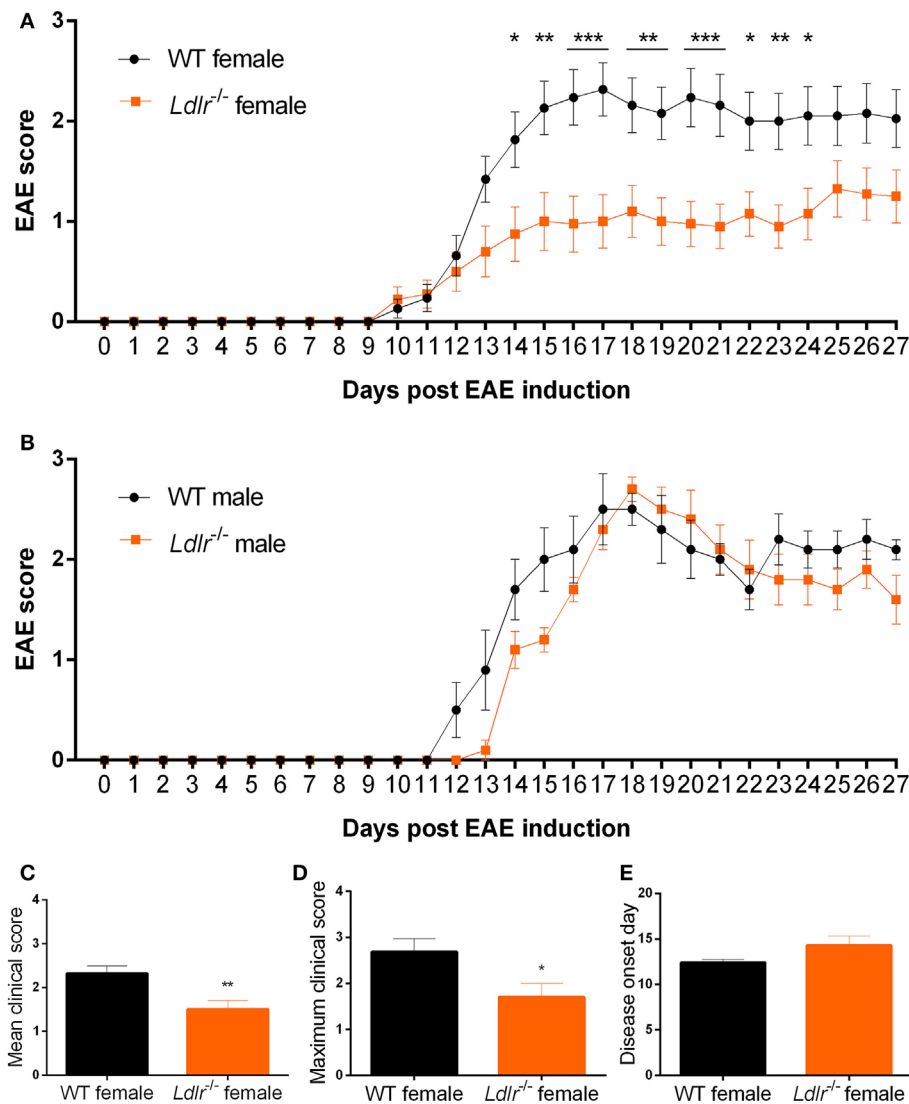 A
3
2
1
0
EAE score
WT female
Ldlr-/- female
* ** *** ** *** * ** *
0 1 2 3 4 5 6 7 8 9 10 11 12 13 14 15 16 17 18 19 20 21 22 23 24 25 26 27
Days post EAE induction
B
3
2
1
0
EAE score
WT male
Ldlr-/- male
0 1 2 3 4 5 6 7 8 9 10 11 12 13 14 15 16 17 18 19 20 21 22 23 24 25 26 27
Days post EAE induction
C
4
3
2
1
0
Mean clinical score
**
WT female Ldlr-/- female
D
4
3
2
1
0
Maximum clinical score
*
WT female Ldlr-/- female
E
20
15
10
5
0
Disease onset day
WT female Ldlr-/- female